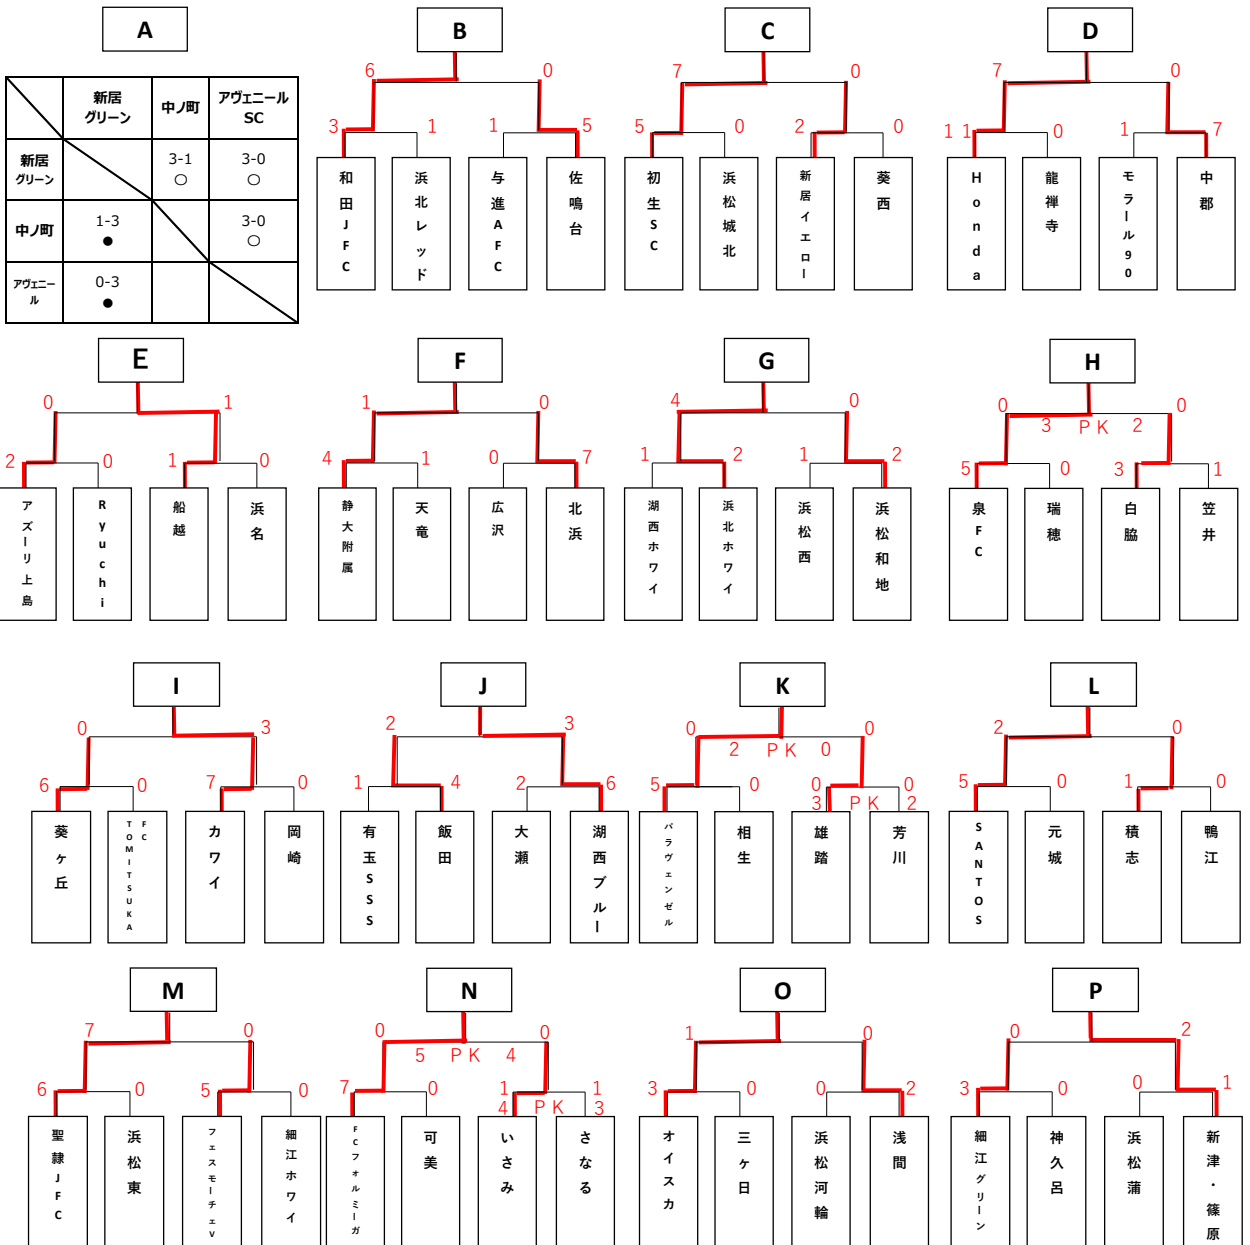 A
新居
グリーン
中ノ町
アヴェニール
SC
新居
グリーン
3-1
○
3-0
○
中ノ町
1-3
●
3-0
○
アヴェニー
ル
0-3
●
B
6 0
3 1 1 5
和田JFC
浜北レッド
与進AFC
佐鳴台
C
7 0
5 0 2 0
初生SC
浜松城北
新居イエロー
葵西
D
7 0
11 0 1 7
Honda
龍禅寺
モラール90
中郡
E
0 1
2 0 1 0
アズーリ上島
Ryuchi
船越
浜名
F
1 0
4 1 0 7
静大附属
天竜
広沢
北浜
G
4 0
1 2 1 2
湖西ホワイ
浜北ホワイ
浜松西
浜松和地
H
0 0
3 PK 2
5 0 3 1
泉FC
瑞穂
白脇
笠井
I
0 3
6 0 7 0
葵ヶ丘
FC
TOMITSUKA
カワイ
岡崎
J
2 3
1 4 2 6
有玉SSS
飯田
大瀬
湖西ブルー
K
0 0
2 PK 0
5 0 0 0
3 PK 2
パラヴェンゼル
相生
雄踏
芳川
L
2 0
5 0 1 0
SANTOS
元城
積志
鴨江
M
7 0
6 0 5 0
聖隷JFC
浜松東
フェスモーチェV
細江ホワイ
N
0 0
5 PK 4
7 0 1 1
4 PK 3
FCフォルミーガ
可美
いさみ
さなる
O
1 0
3 0 0 2
オイスカ
三ヶ日
浜松河輪
浅間
P
0 2
3 0 0 1
細江グリーン
神久呂
浜松蒲
新津・篠原